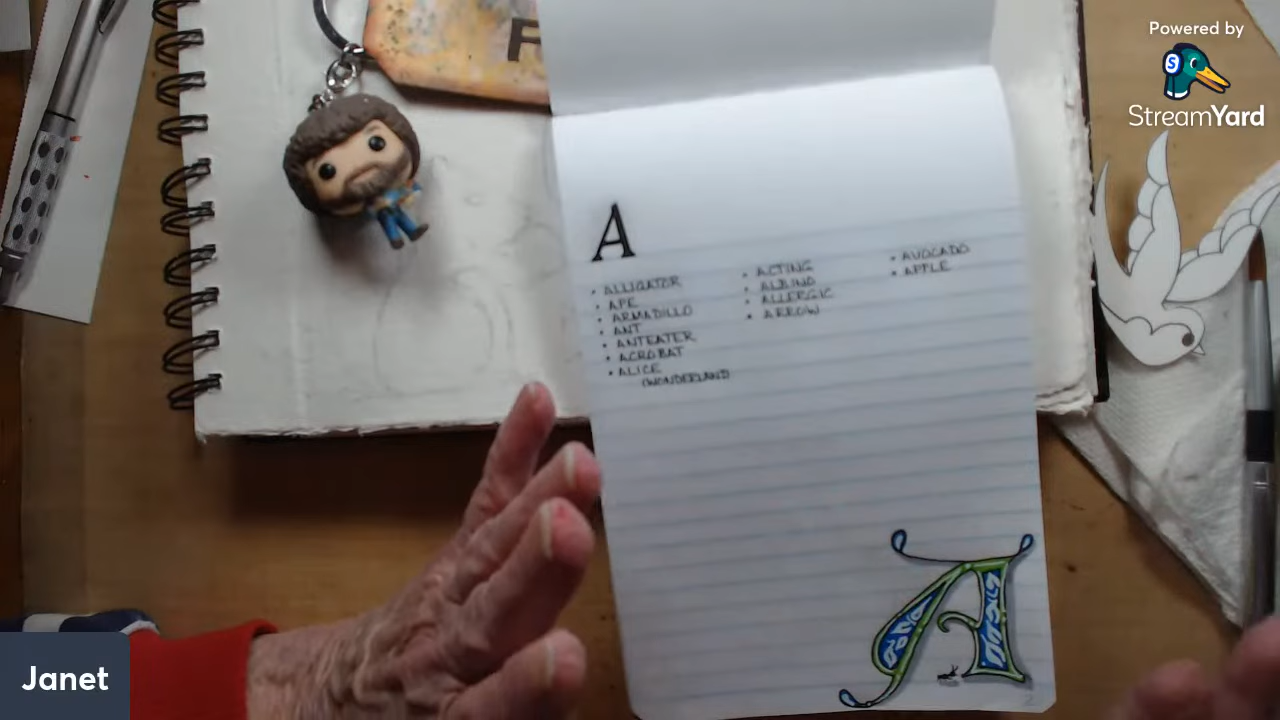 Powered by
S
StreamYard
F
A
• ALLIGATOR
• APE
• ARMADILLO
• ANT
• ANTEATER
• ACROBAT
• ALICE
(WONDERLAND
• ACTING
• ALBINO
• ALLERGIC
• ARROW
• AVOCADO
• APPLE
A
Janet